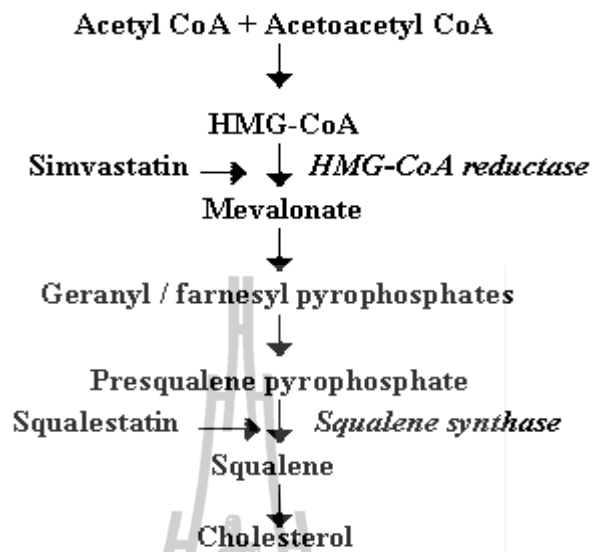 Acetyl CoA + Acetoacetyl CoA
HMG-CoA
Simvastatin HMG-CoA reductase
Mevalonate
Geranyl / farnesyl pyrophosphates
Presqualene pyrophosphate
Squalestatin Squalene synthase
Squalene
Cholesterol